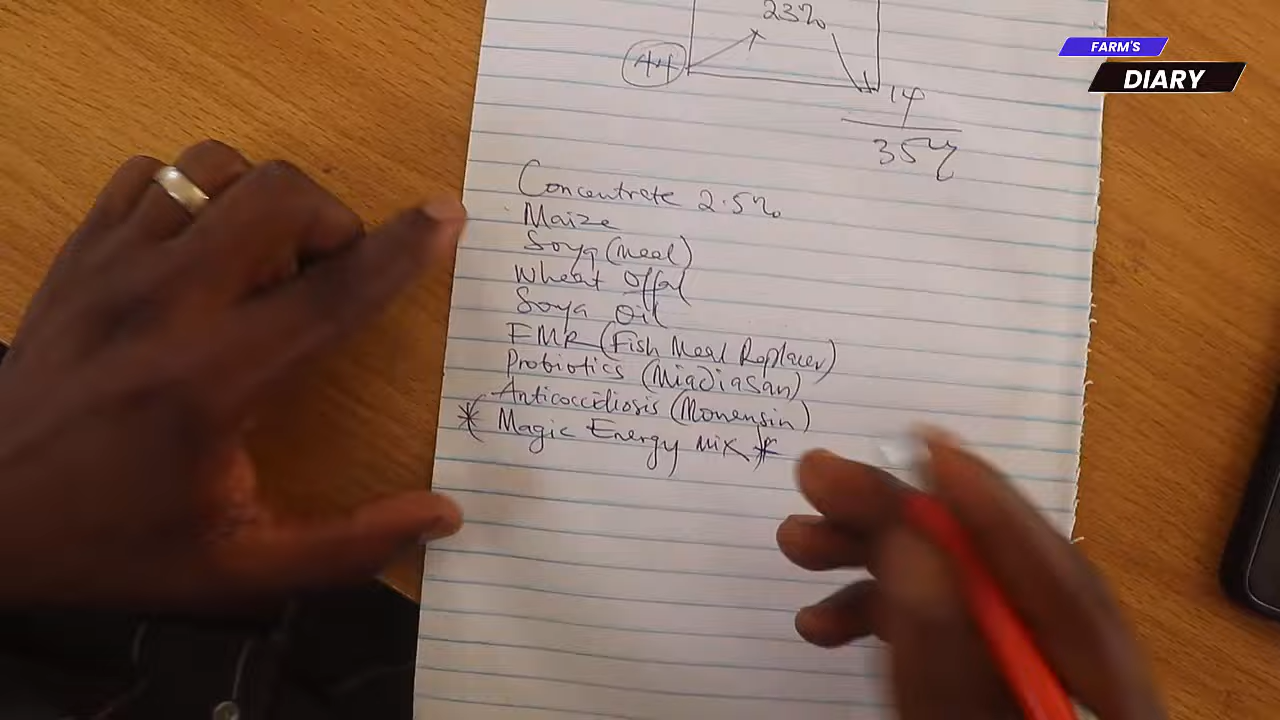 23%
FARM'S
DIARY
44
14
35
Concentrate 2.5%
Maize
Soya (Meal)
Wheat Offal
Soya Oil
FMR (Fish Meal Replacer)
Probiotics (Miadiasan)
Anticoccidiosis (Monensin)
* Magic Energy Mix *